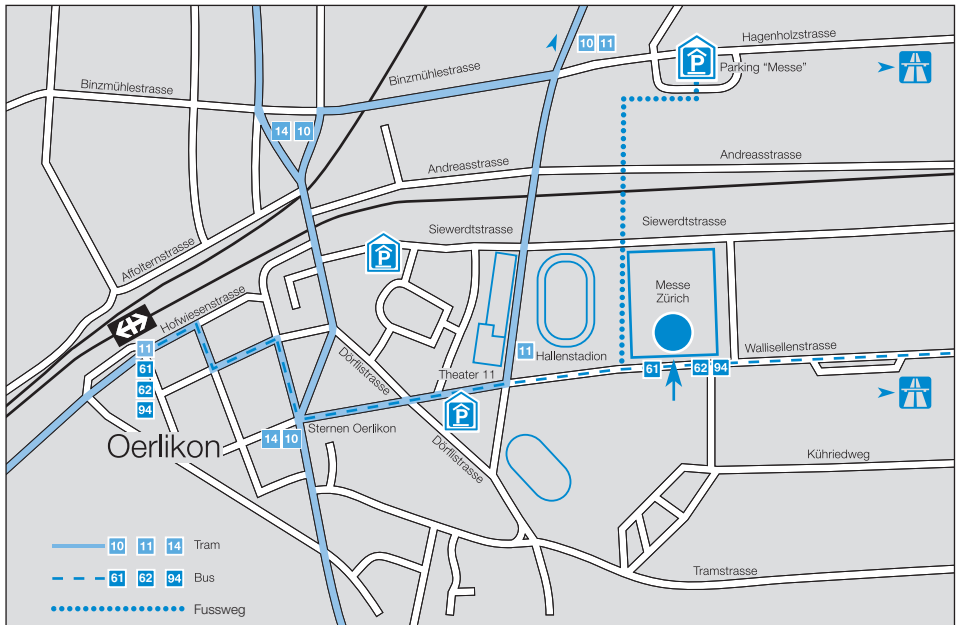 10 11
Hagenholzstrasse
P
Parking “Messe”
Binzmühlestrasse
Binzmühlestrasse
14 10
Andreasstrasse
Andreasstrasse
Siewerdtstrasse
Siewerdtstrasse
P
Affolternstrasse
Hofwiesenstrasse
Messe
Zürich
11
61
62
94
Dörflistrasse
11
Hallenstadion
Theater 11
Wallisellenstrasse
61
62 94
P
Sternen Oerlikon
14 10
Oerlikon
Dörflistrasse
Kühriedweg
10 11 14 Tram
61 62 94 Bus
Fussweg
Tramstrasse